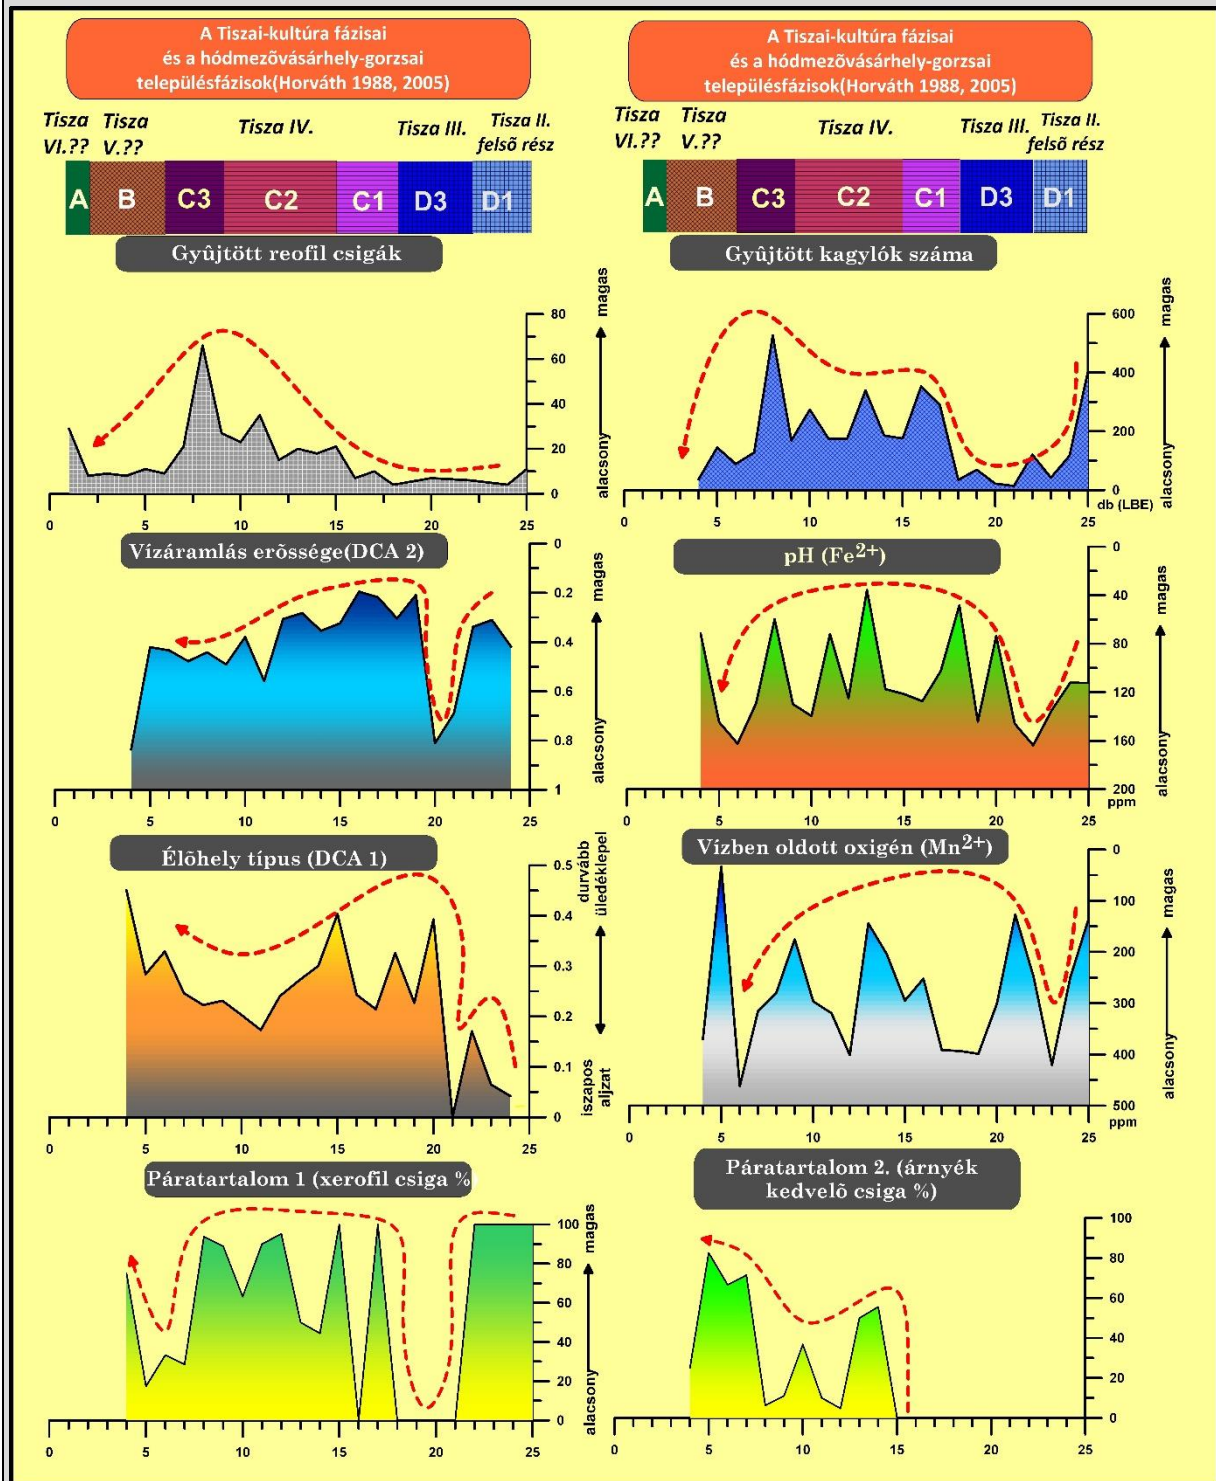 A Tiszai-kultúra fázisai
és a hódmezõvásárhely-gorzsai
településfázisok(Horváth 1988, 2005)
Tisza VI.??
Tisza V.??
Tisza IV.
Tisza III.
Tisza II. felsõ rész
A B C3 C2 C1 D3 D1
Gyûjtött reofil csigák
80
60
40
20
0
magas
alacsony
0 5 10 15 20 25
Vízáramlás erõssége(DCA 2)
0
0.2
0.4
0.6
0.8
1
magas
alacsony
0 5 10 15 20 25
Élõhely típus (DCA 1)
0.5
0.4
0.3
0.2
0.1
0
durvább
üledéklepel
iszapos
aljzat
0 5 10 15 20 25
Páratartalom 1 (xerofil csiga %
100
80
60
40
20
0
magas
alacsony
0 5 10 15 20 25
A Tiszai-kultúra fázisai
és a hódmezõvásárhely-gorzsai
településfázisok(Horváth 1988, 2005)
Tisza VI.??
Tisza V.??
Tisza IV.
Tisza III.
Tisza II. felsõ rész
A B C3 C2 C1 D3 D1
Gyûjtött kagylók száma
600
400
200
0
db (LBE)
magas
alacsony
0 5 10 15 20 25
pH (Fe2+)
0
40
80
120
160
200
ppm
magas
alacsony
0 5 10 15 20 25
Vízben oldott oxigén (Mn2+)
0
100
200
300
400
500
ppm
magas
alacsony
0 5 10 15 20 25
Páratartalom 2. (árnyék
kedvelõ csiga %)
100
80
60
40
20
0
0 5 10 15 20 25